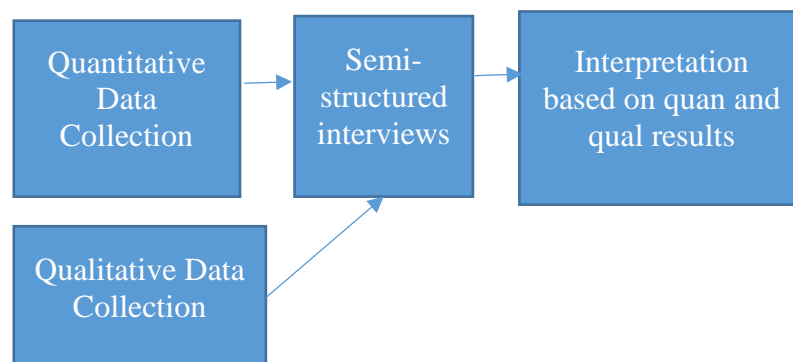 Quantitative
Data
Collection
Semi-
structured
interviews
Interpretation
based on quan and
qual results
Qualitative Data
Collection